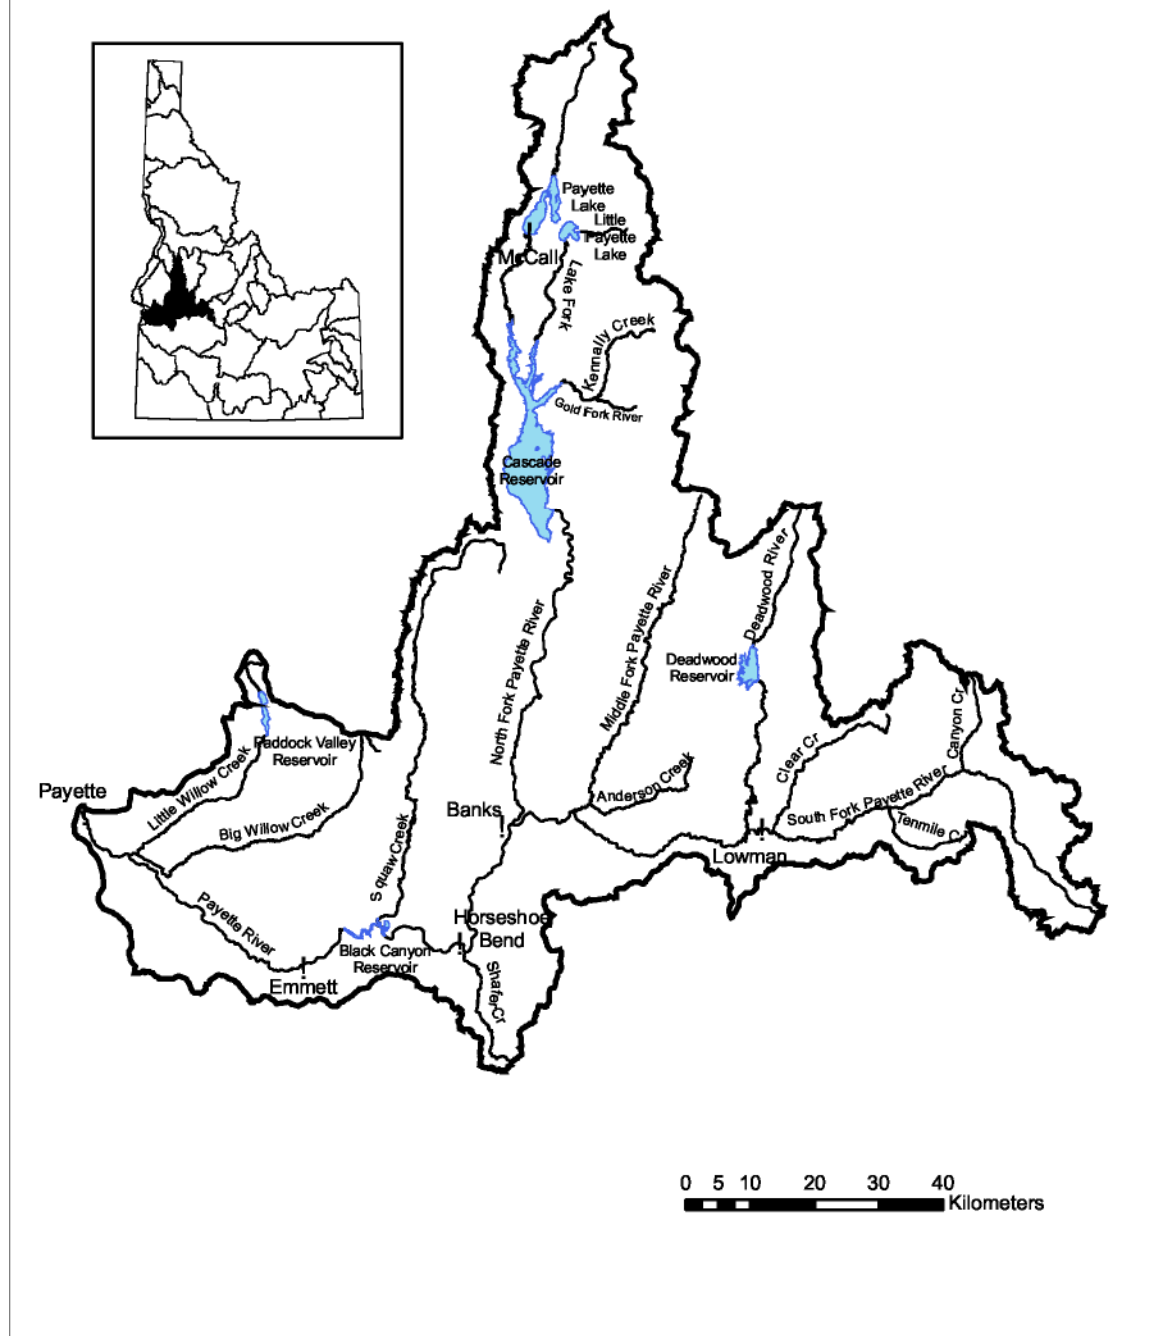 Payette
Lake
Little
Payette
Lake
McCall
Lake Fork
Kennally Creek
Gold Fork River
Cascade
Reservoir
Deadwood River
Middle Fork Payette River
North Fork Payette River
Deadwood
Reservoir
Canyon Cr
Clear Cr
Paddock Valley
Reservoir
Payette
Little Willow Creek
Big Willow Creek
Anderson Creek
Banks
South Fork Payette River
Tenmile C
Squaw Creek
Lowman
Payette River
Horseshoe
Bend
Black Canyon
Reservoir
Emmett
Shafer Cr
0 5 10 20 30 40
Kilometers